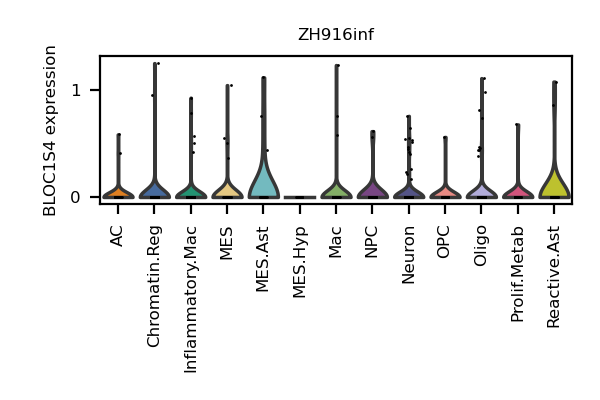 ZH916inf
BLOC1S4 expression
1
0
AC
Chromatin.Reg
Inflammatory.Mac
MES
MES.Ast
MES.Hyp
Mac
NPC
Neuron
OPC
Oligo
Prolif.Metab
Reactive.Ast